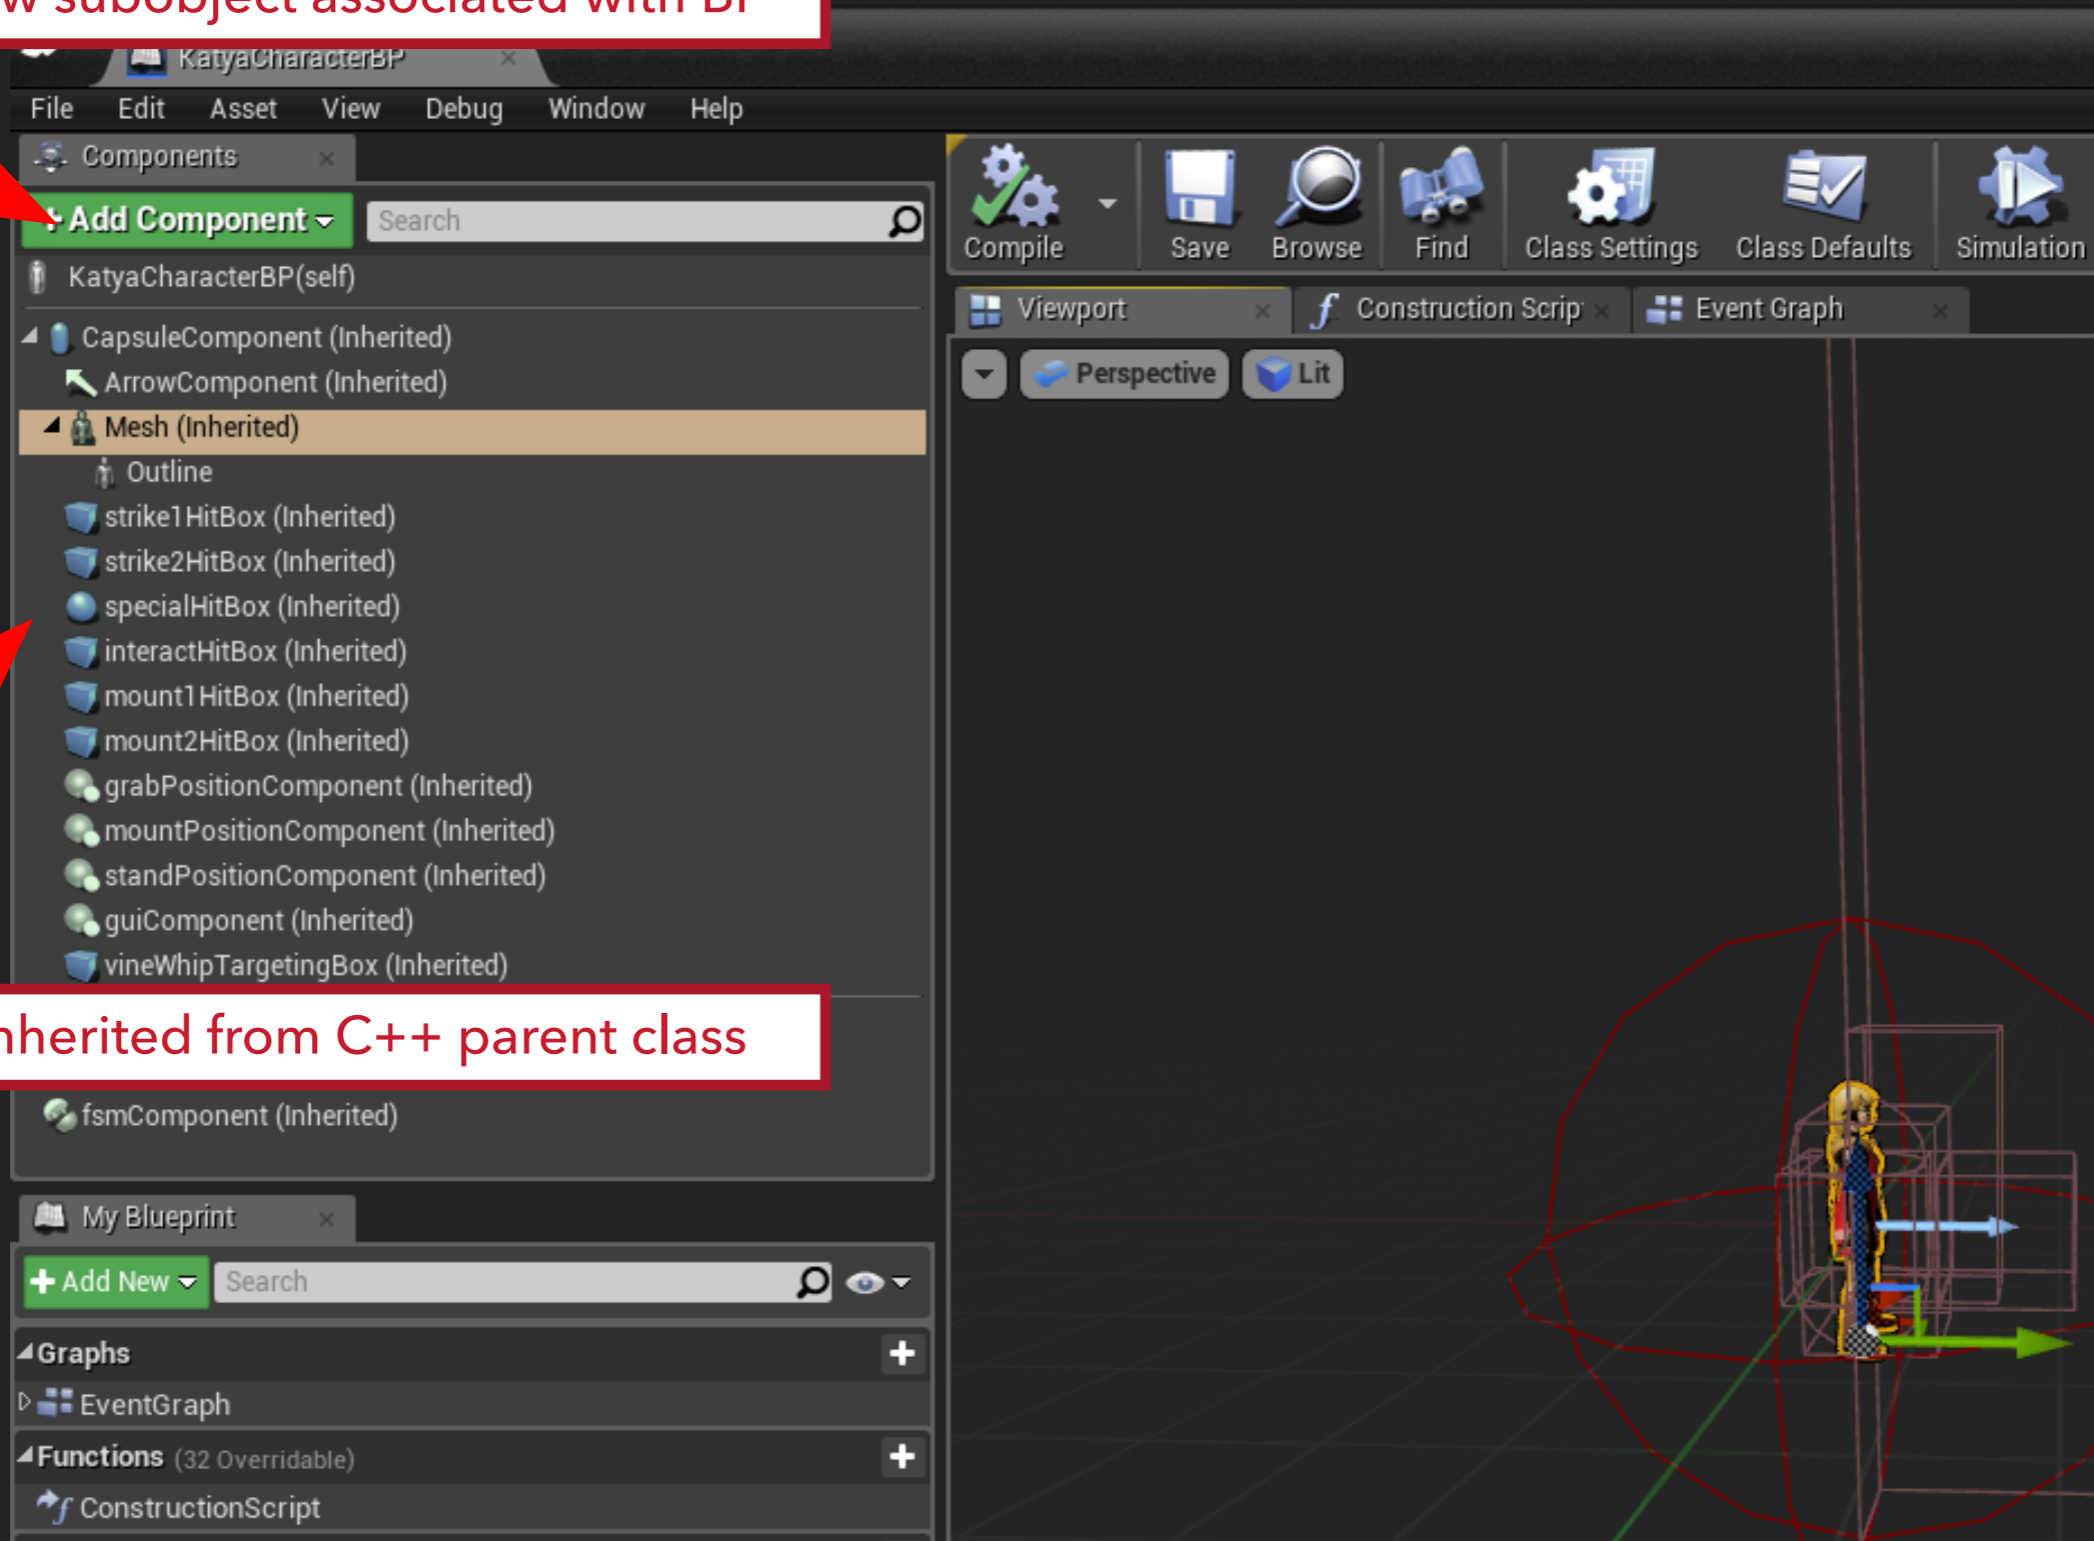 w subobject associated with BP
KatyaCharacterBP
File Edit Asset View Debug Window Help
Components
+ Add Component Search
KatyaCharacterBP(self)
CapsuleComponent (Inherited)
ArrowComponent (Inherited)
Mesh (Inherited)
Outline
strike1HitBox (Inherited)
strike2HitBox (Inherited)
specialHitBox (Inherited)
interactHitBox (Inherited)
mount1HitBox (Inherited)
mount2HitBox (Inherited)
grabPositionComponent (Inherited)
mountPositionComponent (Inherited)
standPositionComponent (Inherited)
guiComponent (Inherited)
vineWhipTargetingBox (Inherited)
nherited from C++ parent class
fsmComponent (Inherited)
My Blueprint
+ Add New Search
Graphs
EventGraph
Functions (32 Overridable)
ConstructionScript
Compile Save Browse Find Class Settings Class Defaults Simulation
Viewport Construction Scrip Event Graph
Perspective Lit